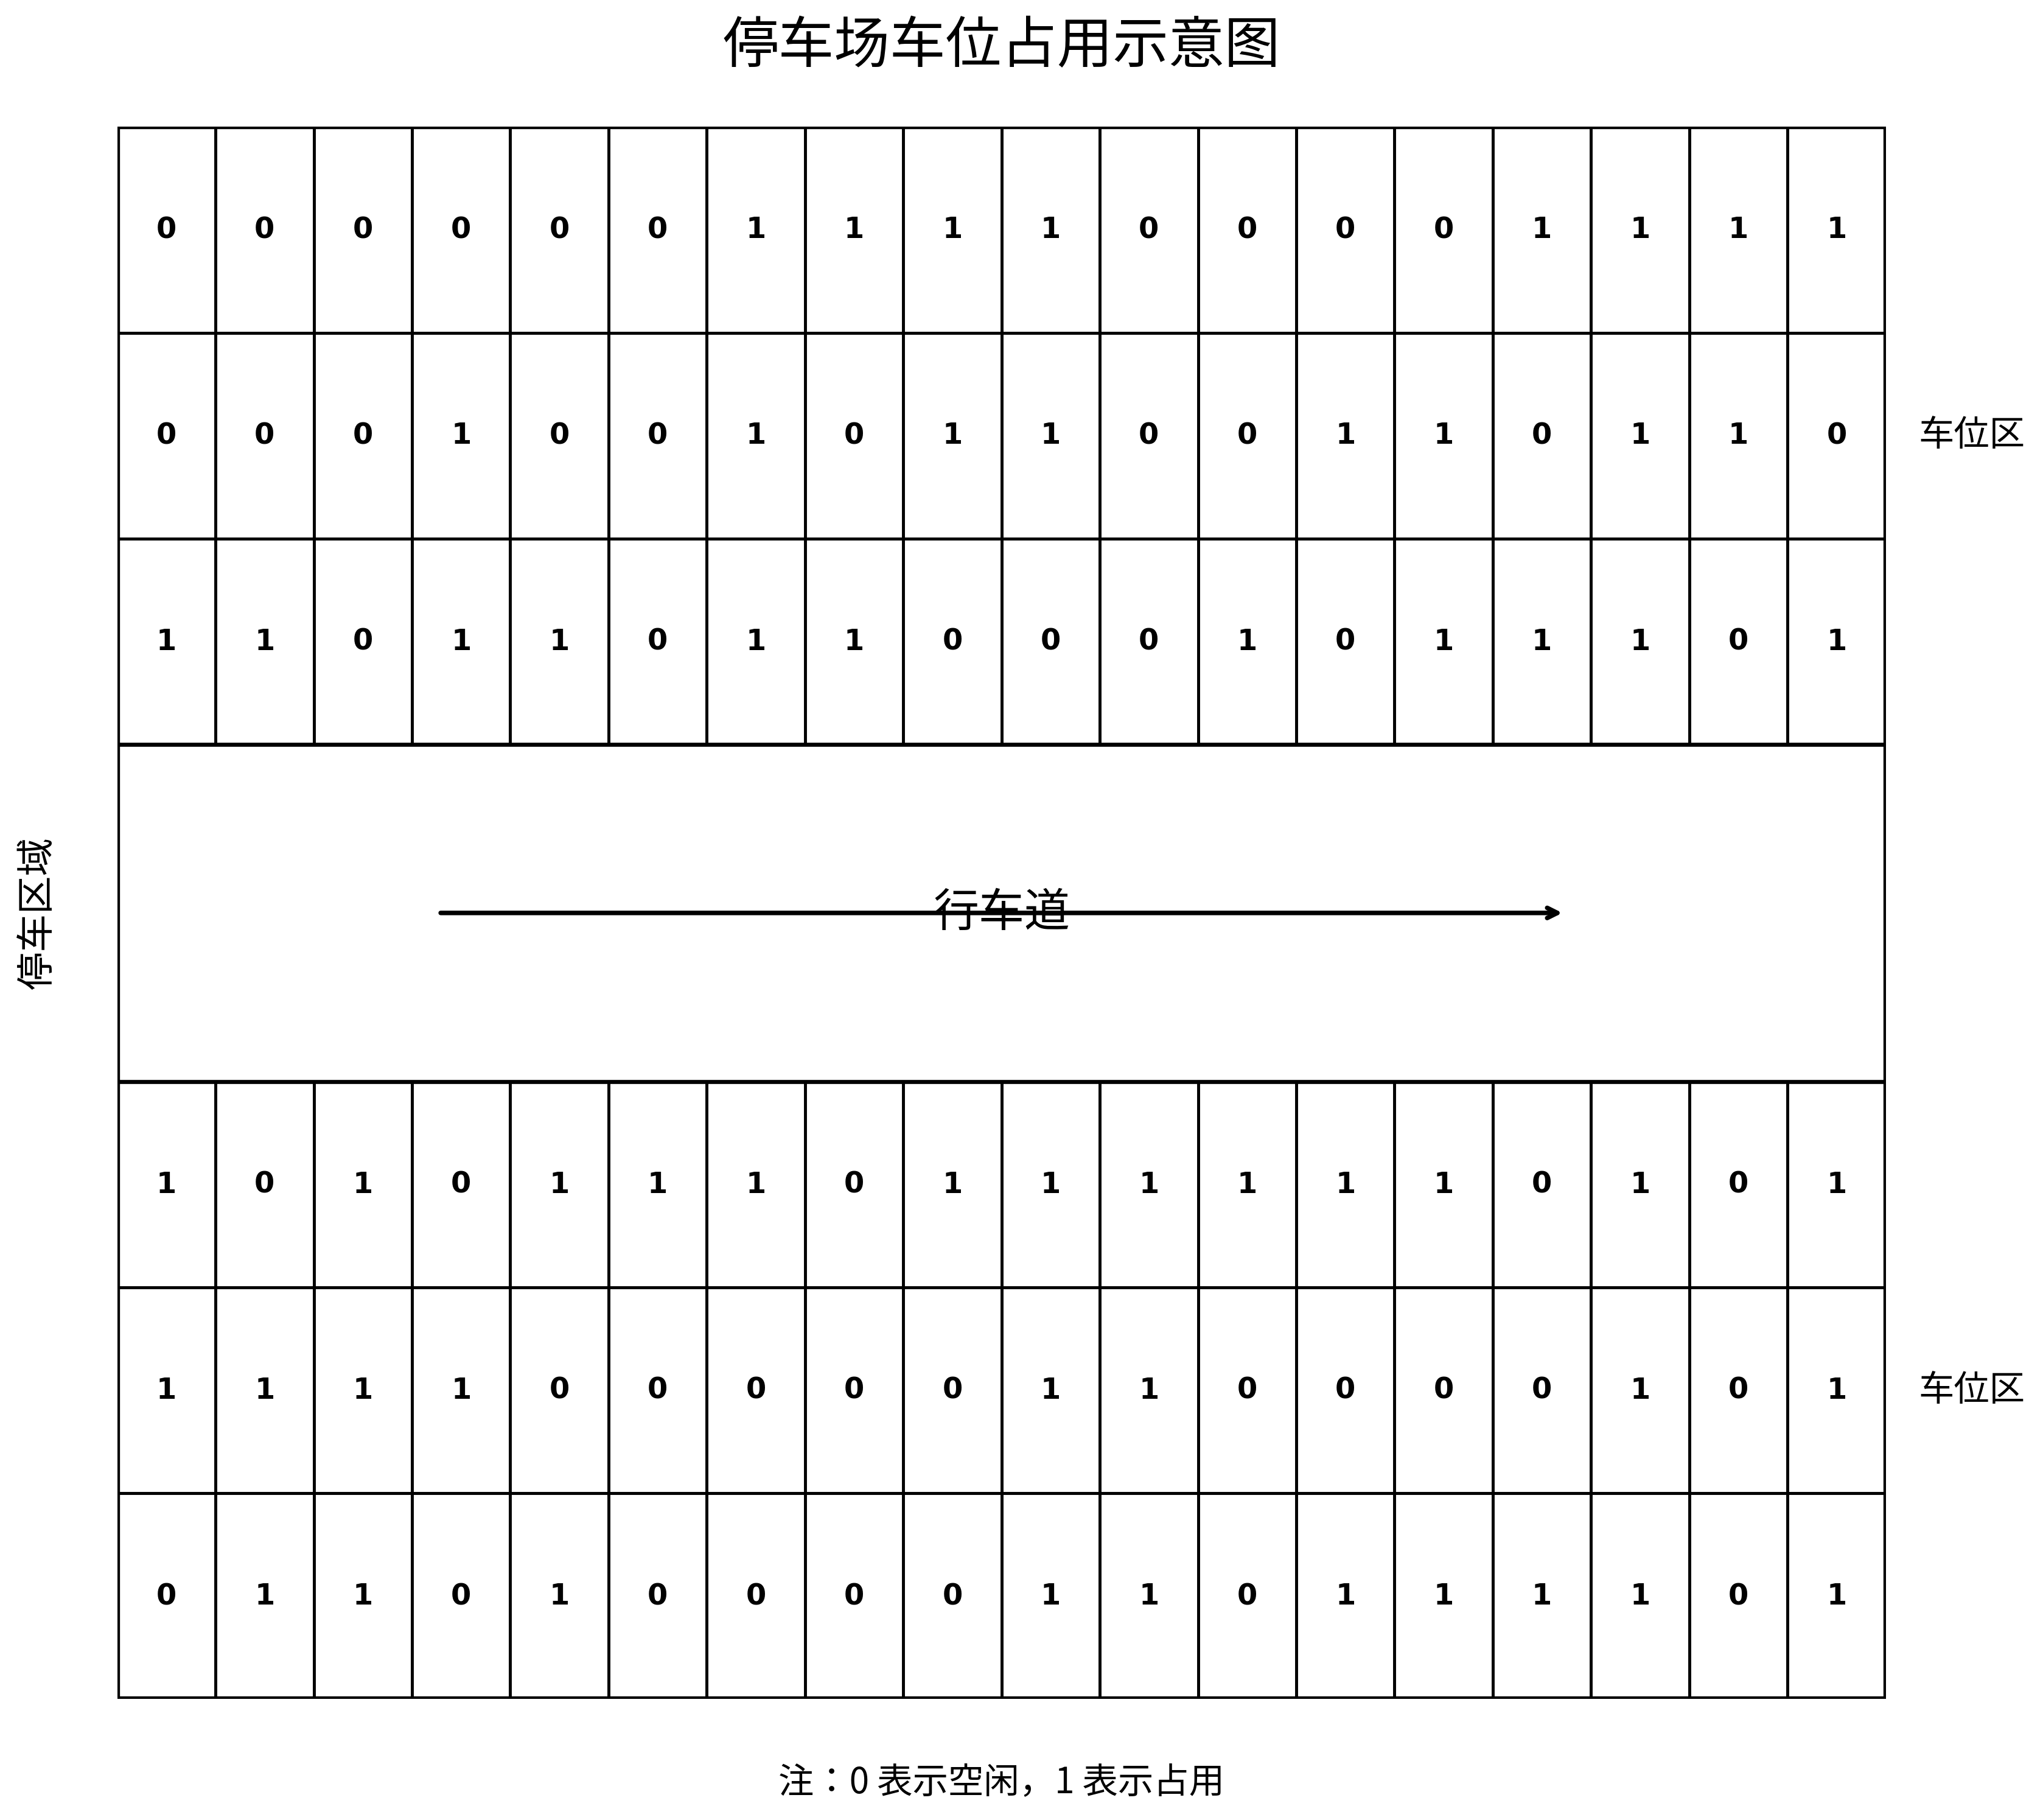 停车场车位占用示意图
0 0 0 0 0 0 1 1 1 1 0 0 0 0 1 1 1 1
0 0 0 1 0 0 1 0 1 1 0 0 1 1 0 1 1 0 车位区
1 1 0 1 1 0 1 1 0 0 0 1 0 1 1 1 0 1
停车区域
行车道
1 0 1 0 1 1 1 0 1 1 1 1 1 1 0 1 0 1
1 1 1 1 0 0 0 0 0 1 1 0 0 0 0 1 0 1 车位区
0 1 1 0 1 0 0 0 0 1 1 0 1 1 1 1 0 1
注：0 表示空闲，1 表示占用